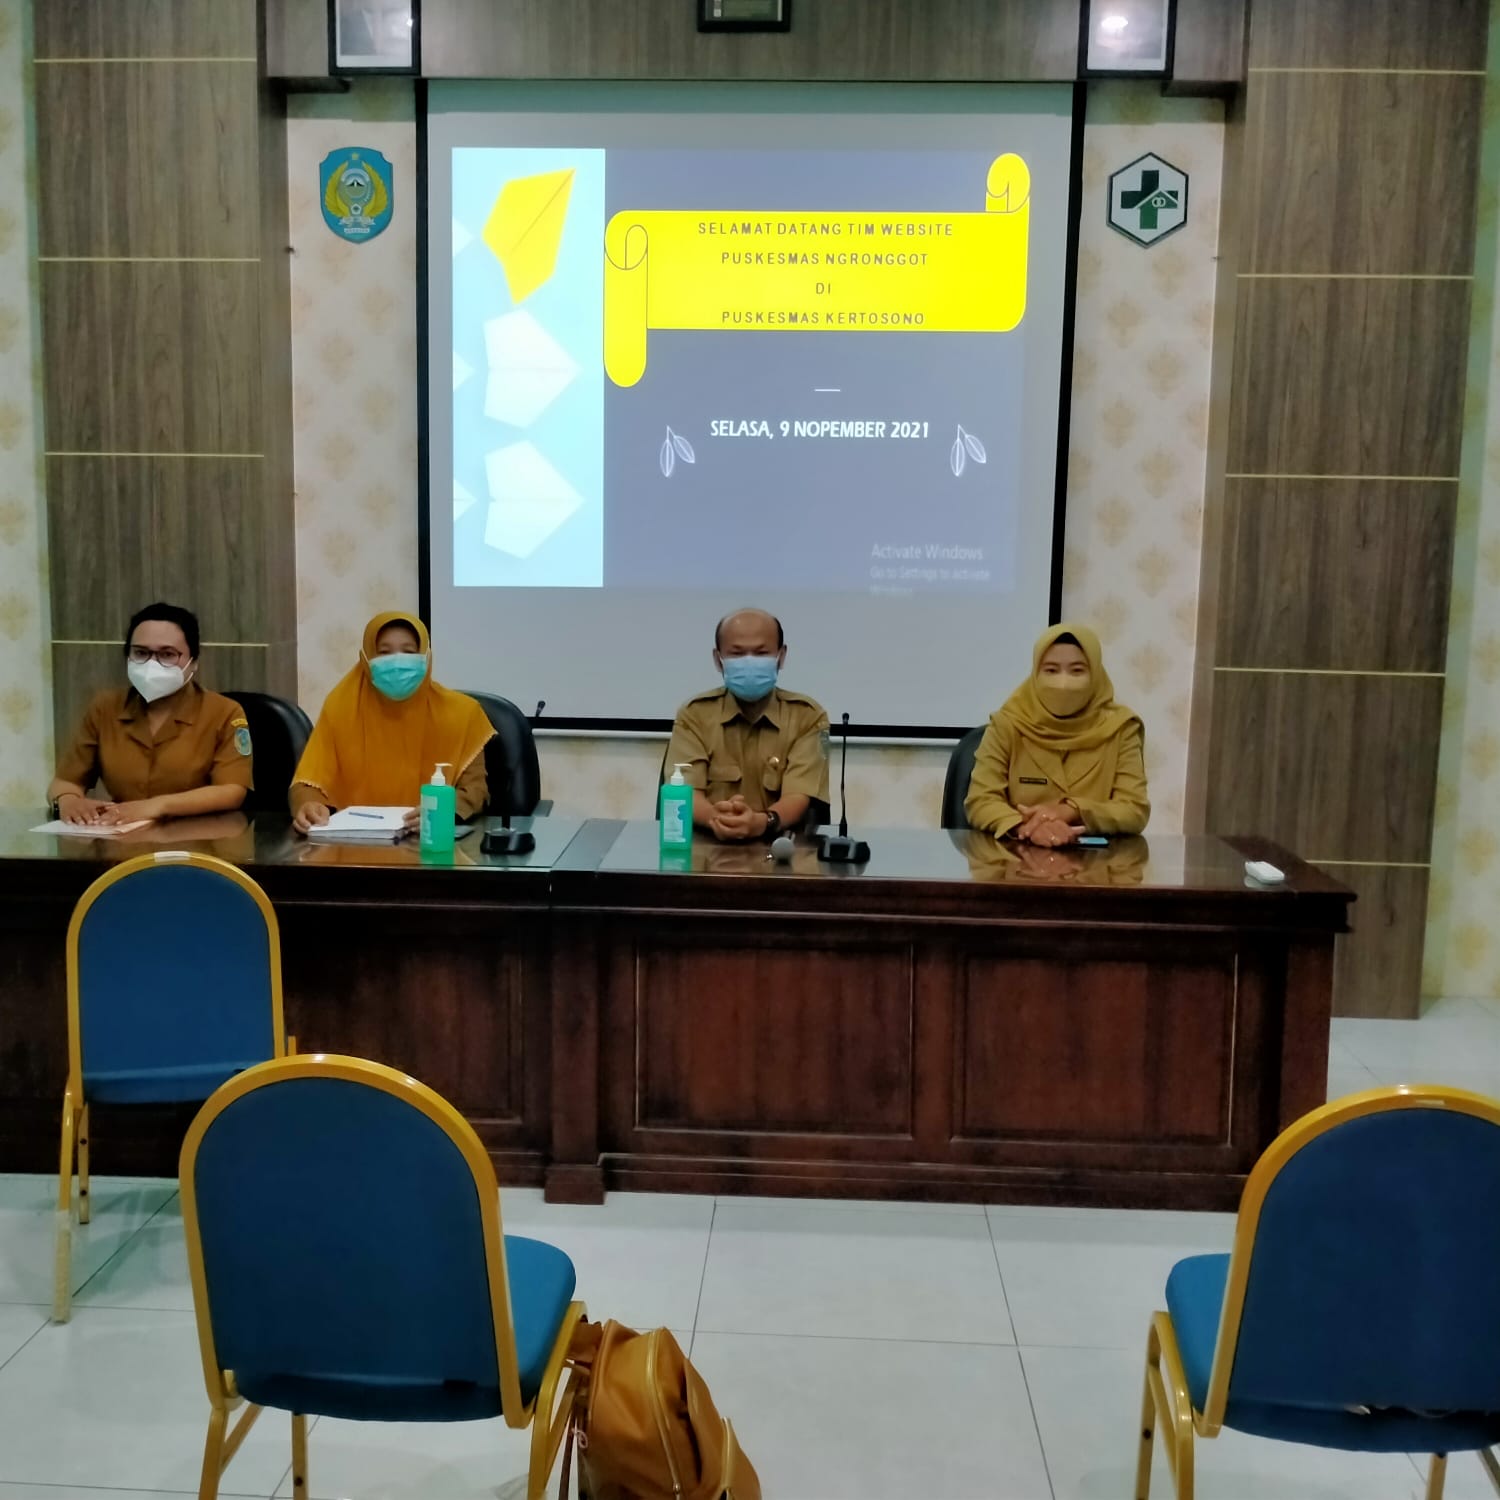 SELAMAT DATANG TIM WEBSITE
PUSKESMAS NGRONGGOT
DI
PUSKESMAS KERTOSONO
SELASA, 9 NOPEMBER 2021
Activate Windows
Go to Settings to activate
Windows